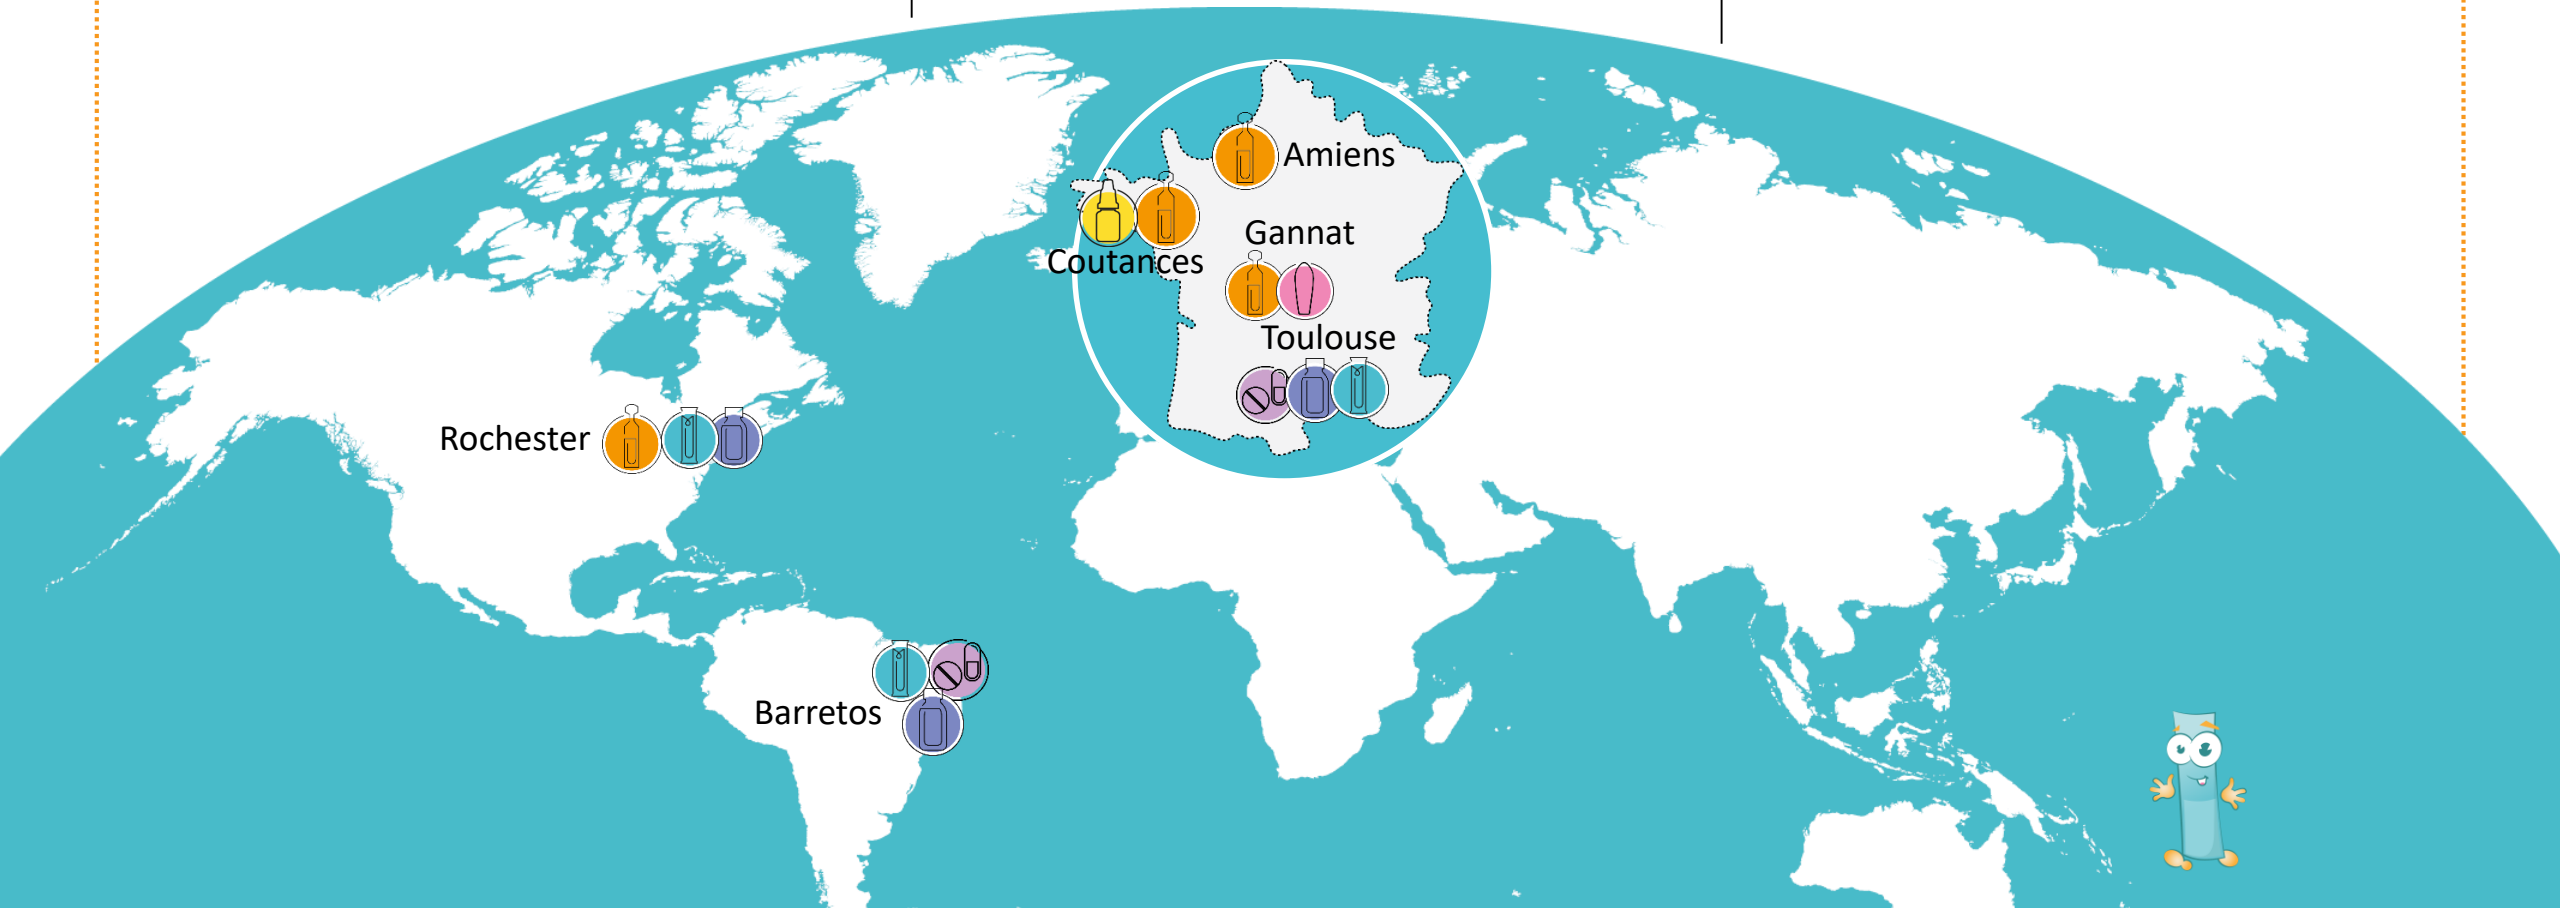 Amiens
Gannat
Coutances
Toulouse
Rochester
Barretos